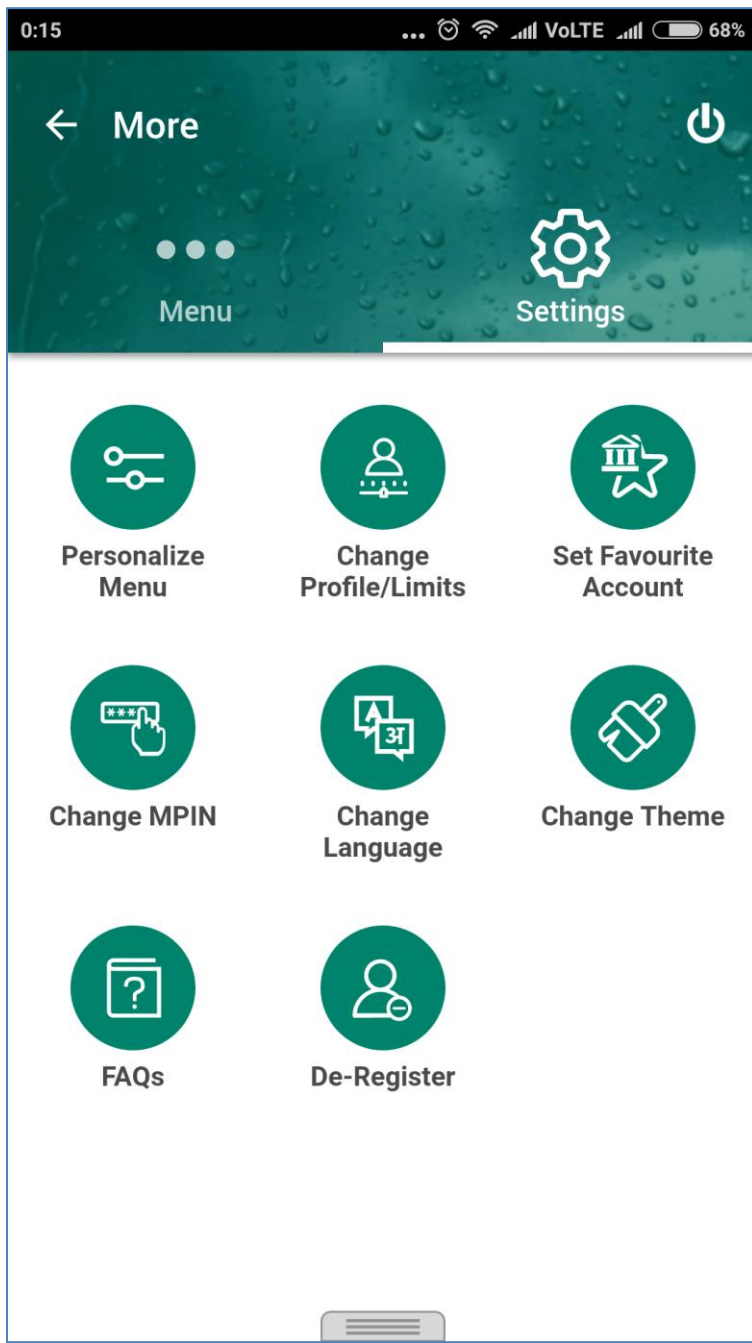 0:15 ... VoLTE 68%
More
Menu Settings
Personalize Change Set Favourite
Menu Profile/Limits Account
***
A
अ
Change MPIN Change Change Theme
Language
?
FAQs De-Register